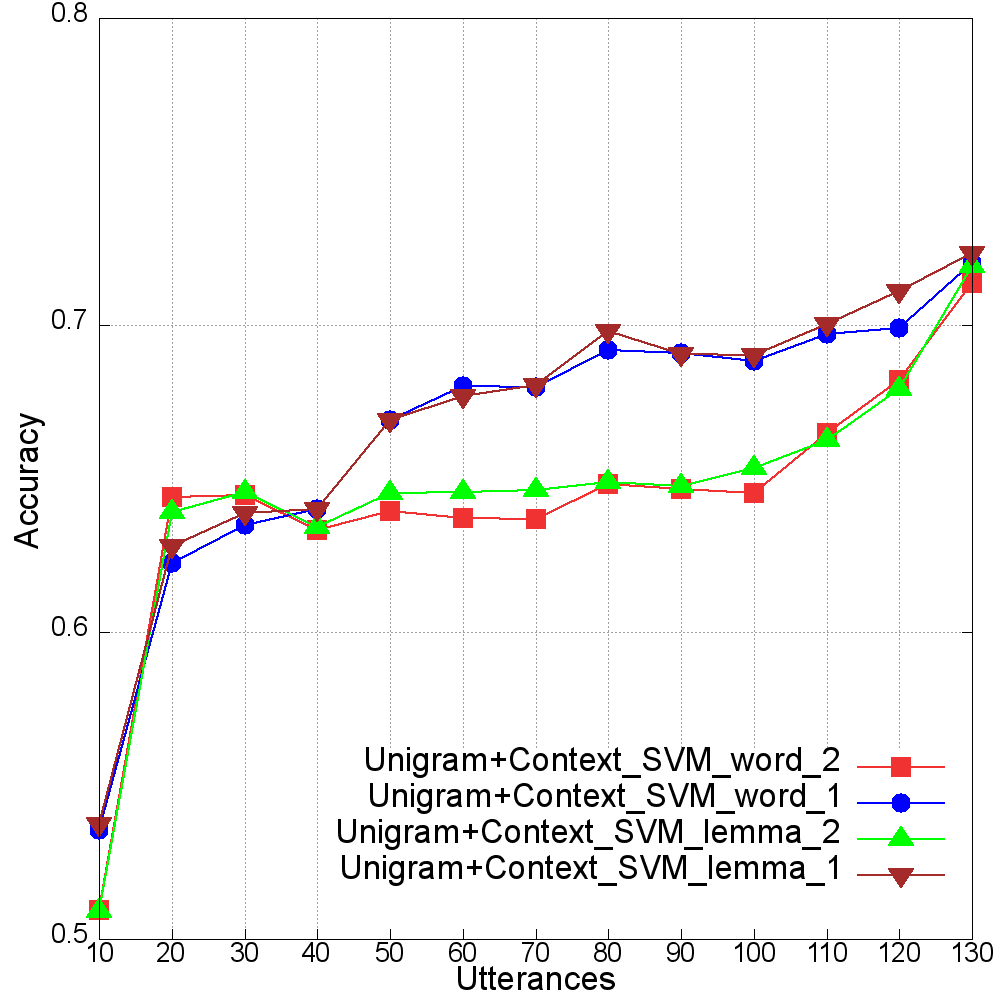 0.8
0.7
0.6
0.5
Accuracy
Unigram+Context_SVM_word_2
Unigram+Context_SVM_word_1
Unigram+Context_SVM_lemma_2
Unigram+Context_SVM_lemma_1
10 20 30 40 50 60 70 80 90 100 110 120 130
Utterances